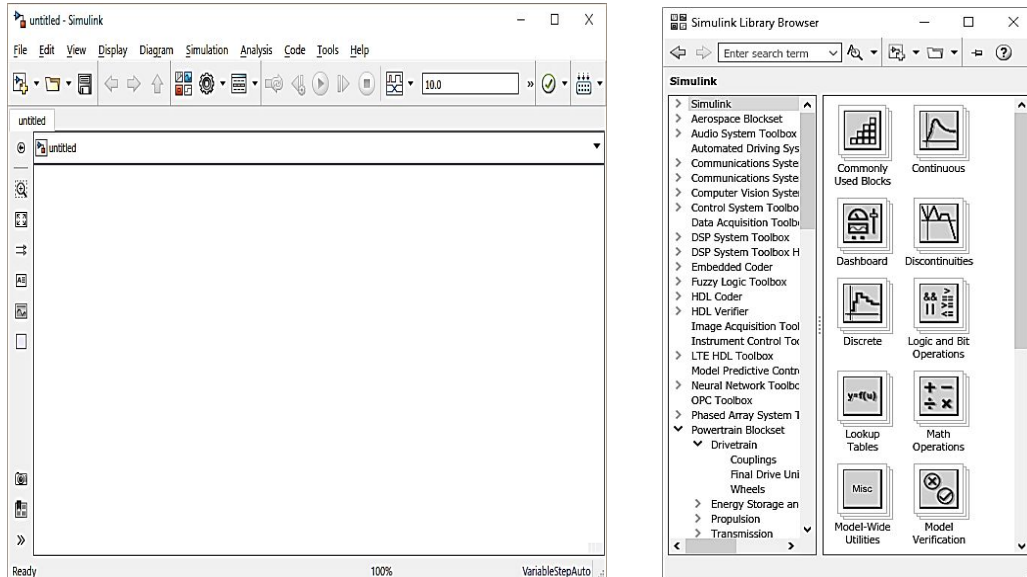 untitled - Simulink
File Edit View Display Diagram Simulation Analysis Code Tools Help
10.0
untitled
untitled
Ready 100% VariableStepAuto
Simulink Library Browser
Enter search term
Simulink
Simulink
Aerospace Blockset
Audio System Toolbox
Automated Driving Sys
Communications Syste
Communications Syste
Computer Vision Syster
Control System Toolbo
Data Acquisition Toolb
DSP System Toolbox
DSP System Toolbox H
Embedded Coder
Fuzzy Logic Toolbox
HDL Coder
HDL Verifier
Image Acquisition Tool
Instrument Control Too
LTE HDL Toolbox
Model Predictive Contr
Neural Network Toolbo
OPC Toolbox
Phased Array System T
Powertrain Blockset
Drivetrain
Couplings
Final Drive Uni
Wheels
Energy Storage an
Propulsion
Transmission
Commonly
Used Blocks
Continuous
Dashboard
Discontinuities
Discrete
&& >=
|| <=
Logic and Bit
Operations
y=f(u)
Lookup
Tables
+ −
÷ ×
Math
Operations
Misc
Model-Wide
Utilities
Model
Verification